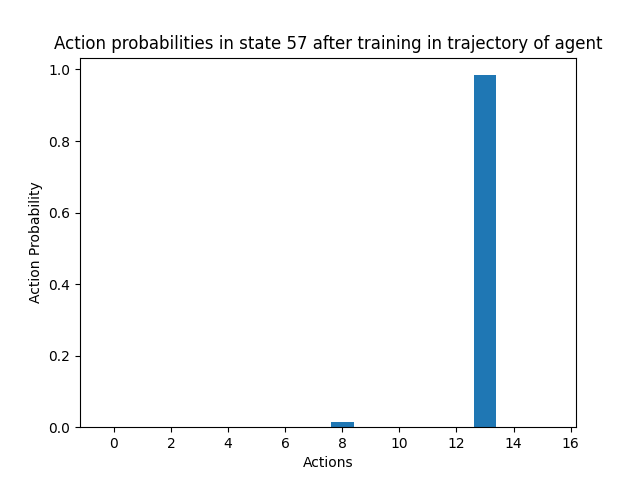 Action probabilities in state 57 after training in trajectory of agent
1.0
0.8
0.6
0.4
0.2
0.0
Action Probability
0 2 4 6 8 10 12 14 16
Actions